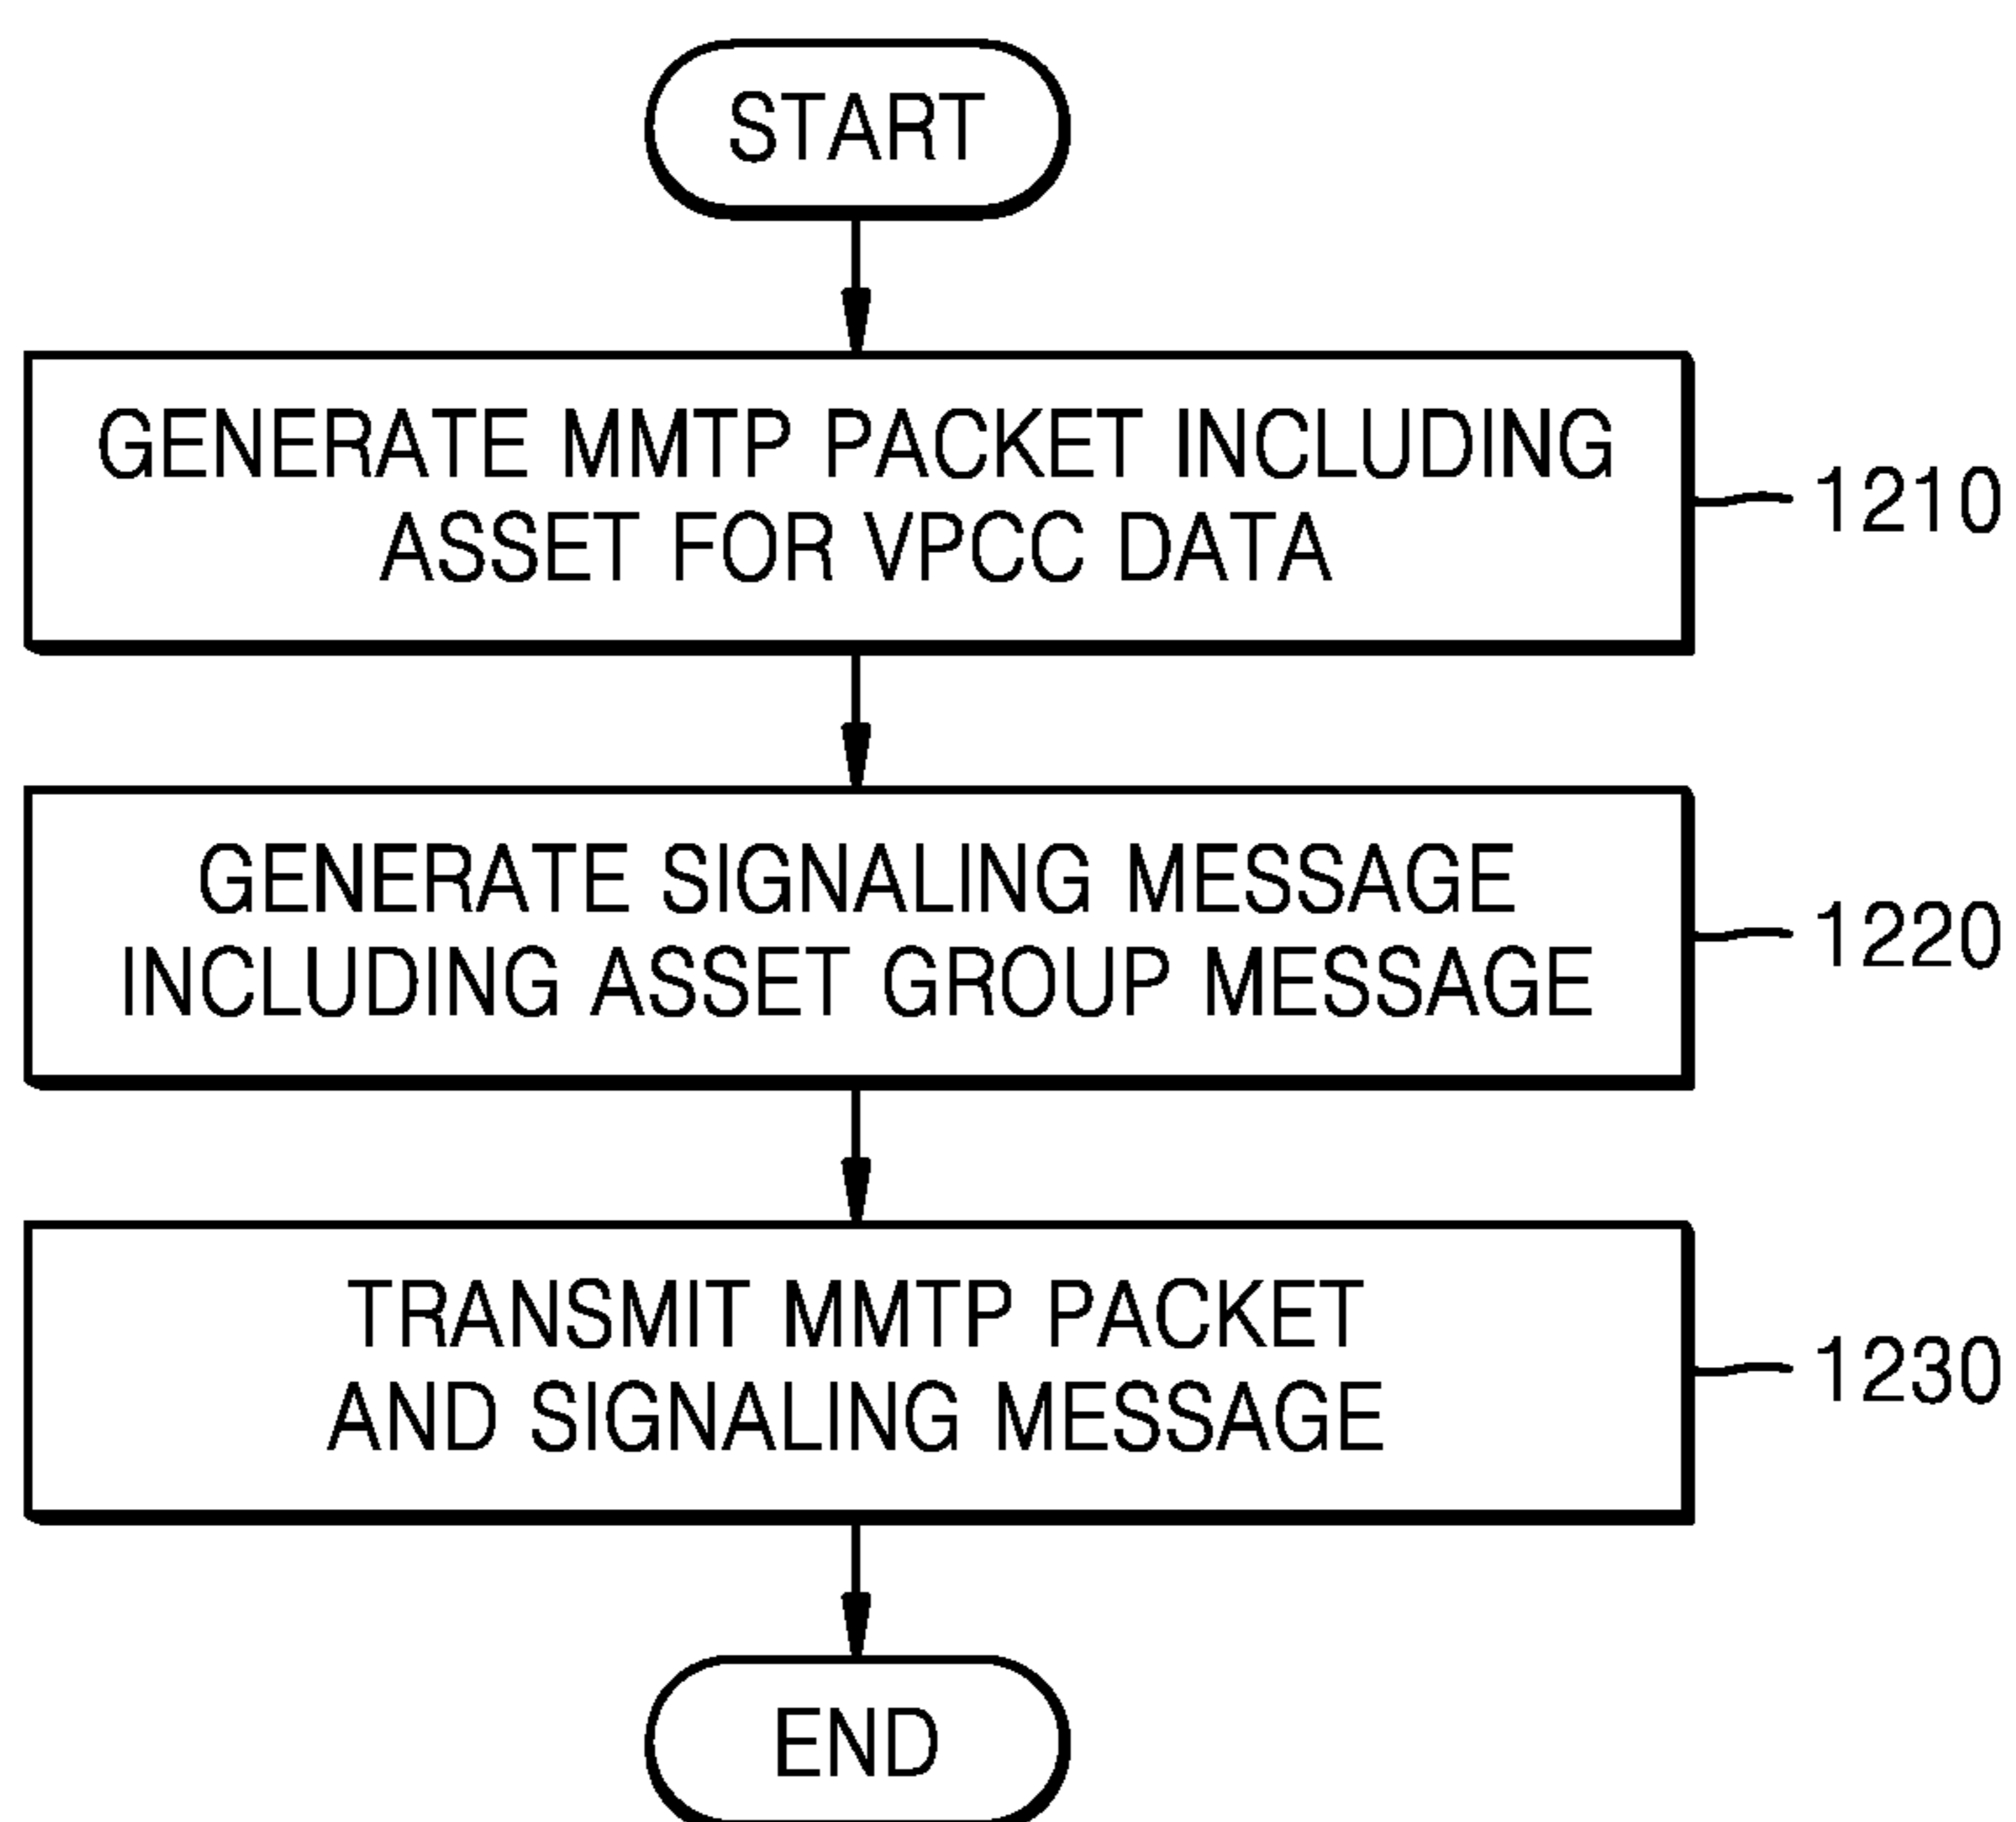 START
GENERATE MMTP PACKET INCLUDING
ASSET FOR VPCC DATA
1210
GENERATE SIGNALING MESSAGE
INCLUDING ASSET GROUP MESSAGE
1220
TRANSMIT MMTP PACKET
AND SIGNALING MESSAGE
1230
END